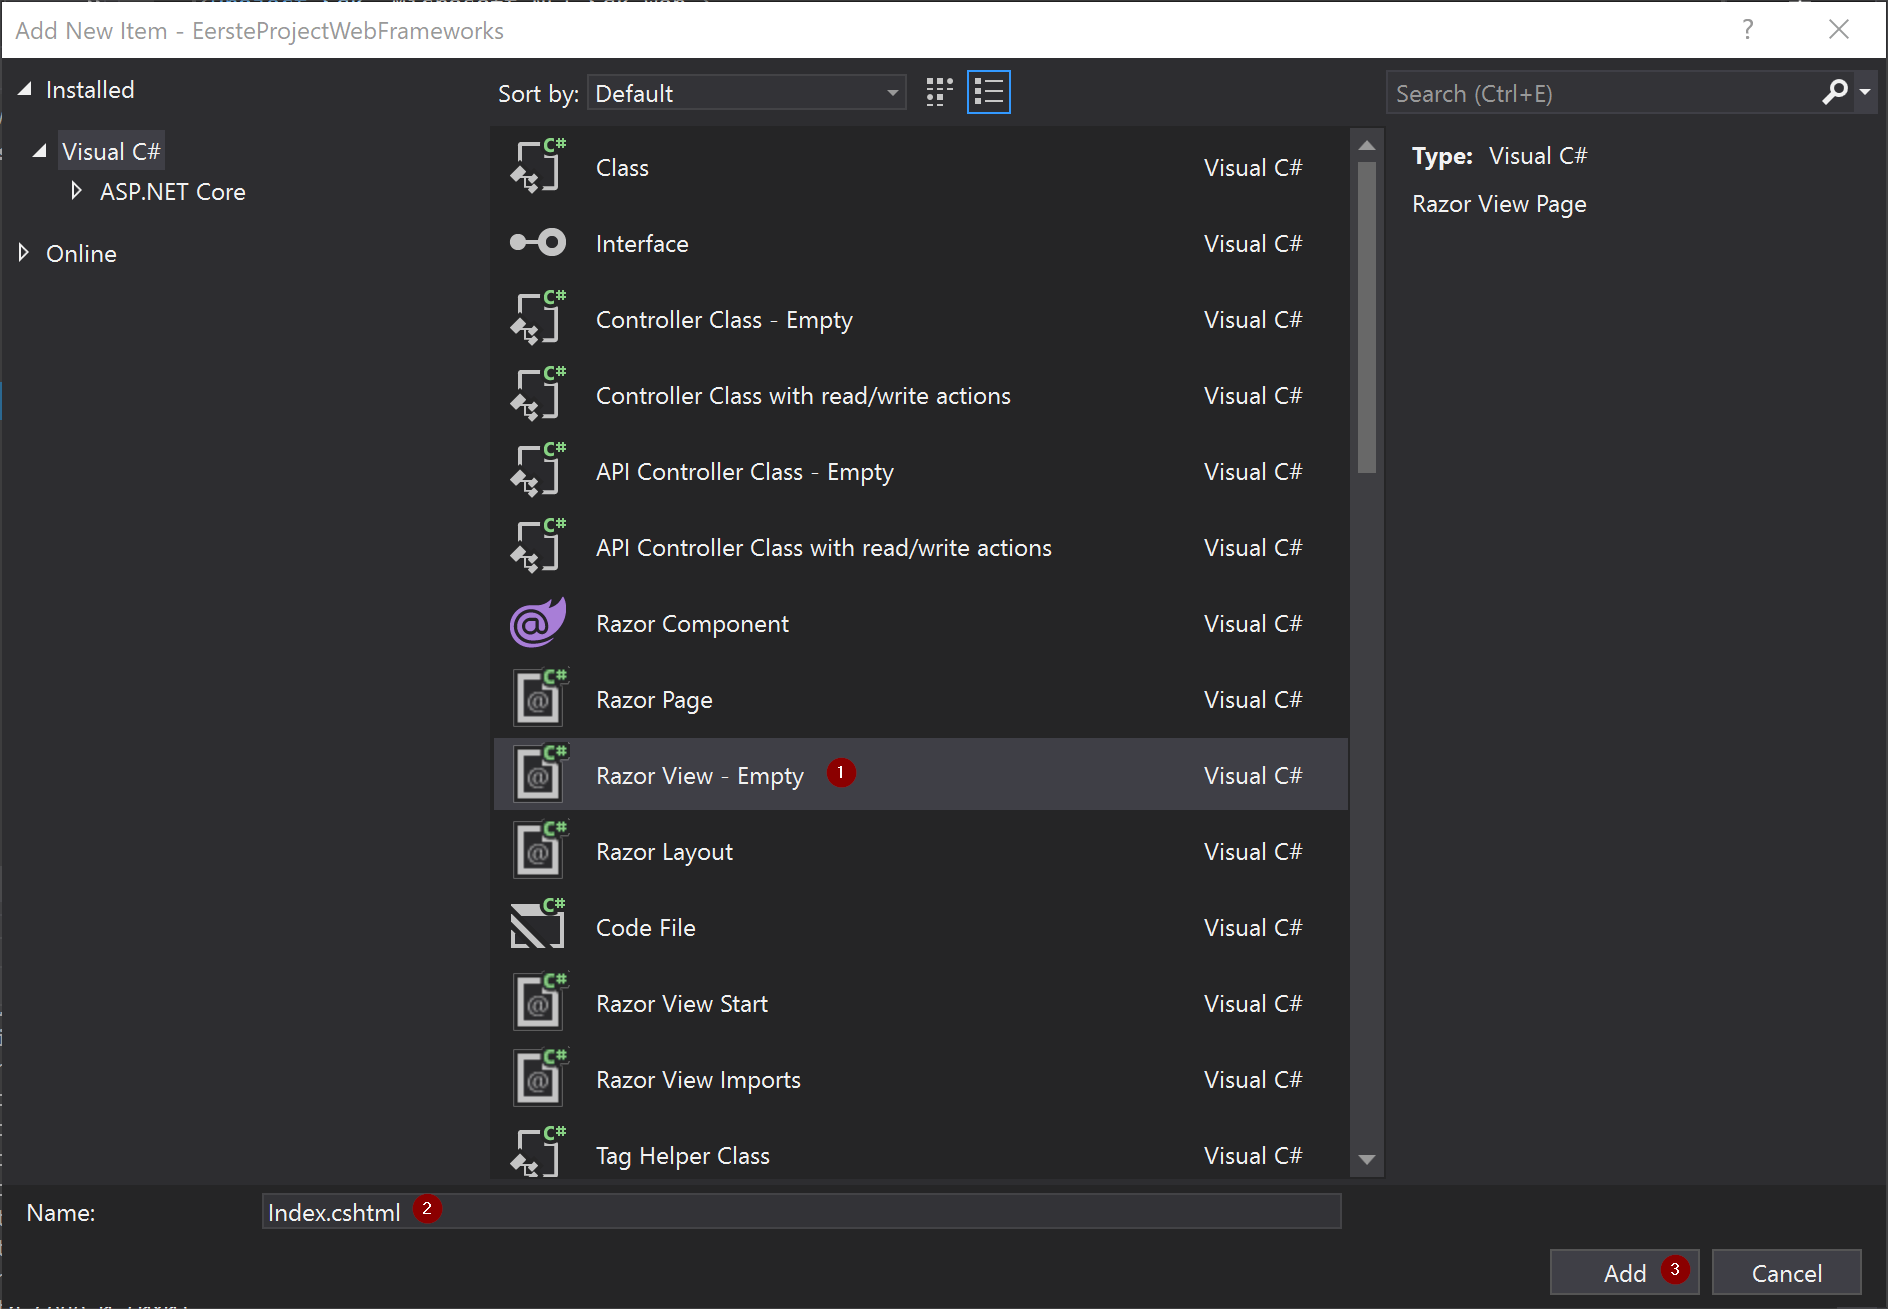 Add New Item - EersteProjectWebFrameworks
?
Installed
Visual C#
ASP.NET Core
Online
Sort by: Default
Search (Ctrl+E)
Type: Visual C#
Razor View Page
Class Visual C#
Interface Visual C#
Controller Class - Empty Visual C#
Controller Class with read/write actions Visual C#
API Controller Class - Empty Visual C#
API Controller Class with read/write actions Visual C#
Razor Component Visual C#
Razor Page Visual C#
Razor View - Empty 1 Visual C#
Razor Layout Visual C#
Code File Visual C#
Razor View Start Visual C#
Razor View Imports Visual C#
Tag Helper Class Visual C#
Name: Index.cshtml 2
Add 3 Cancel